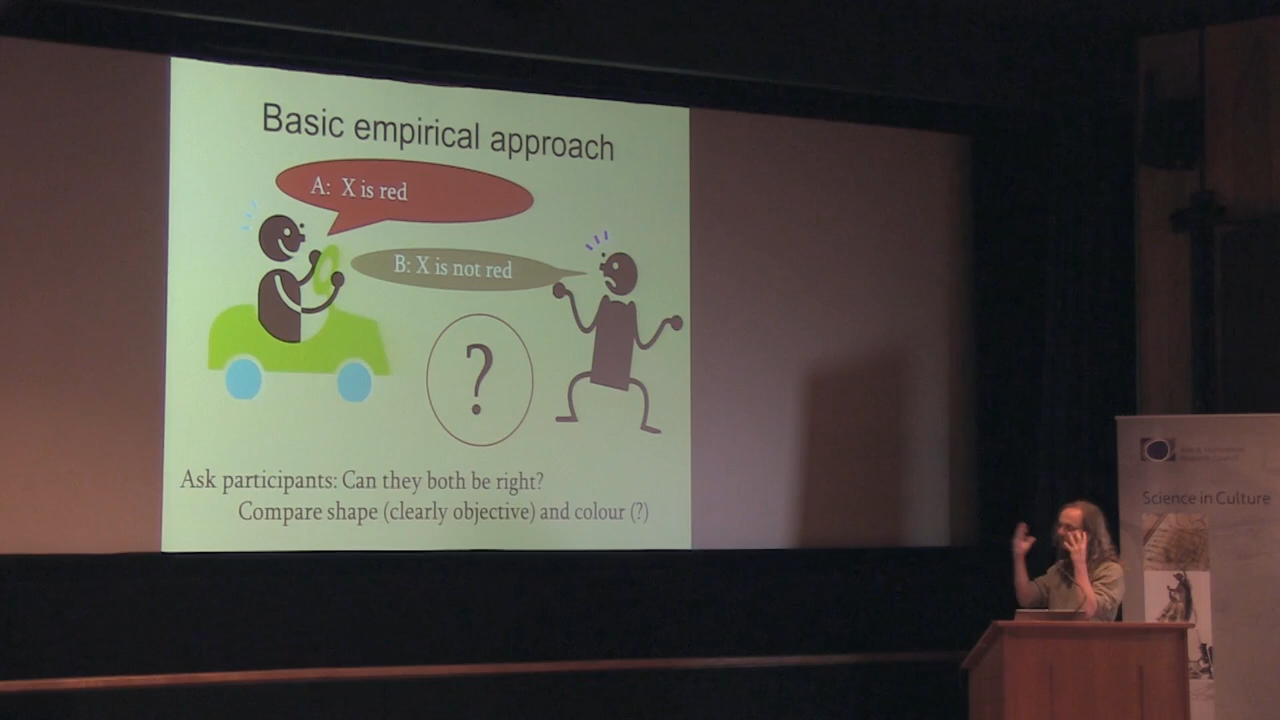 Basic empirical approach
A: X is red
B: X is not red
?
Ask participants: Can they both be right?
Compare shape (clearly objective) and colour (?)
Science in Culture